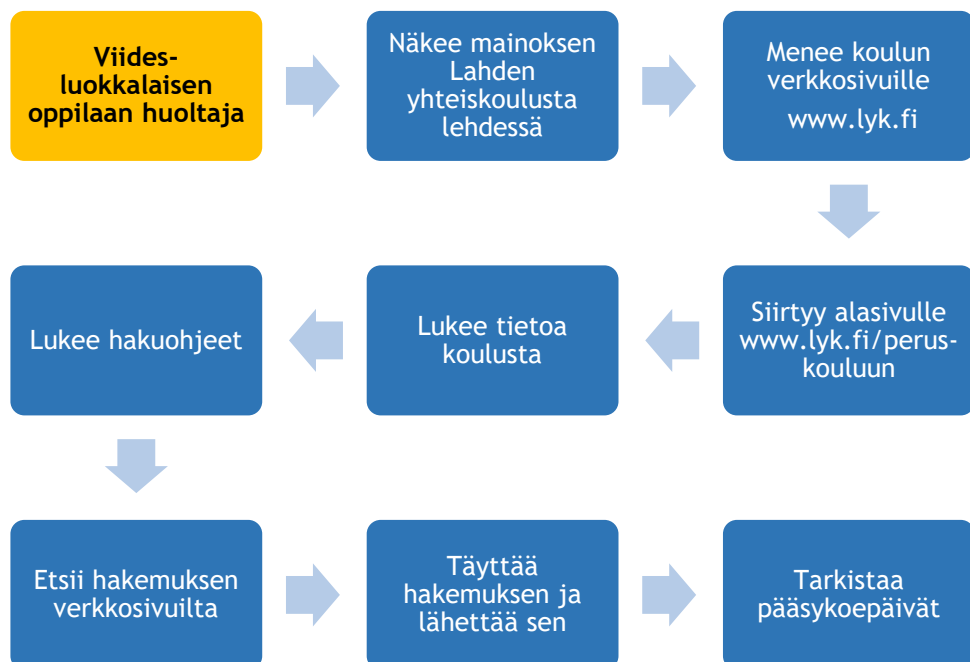 Viides-
luokkalaisen
oppilaan huoltaja
Näkee mainoksen
Lahden
yhteiskoulusta
lehdessä
Menee koulun
verkkosivuille
www.lyk.fi
Siirtyy alasivulle
www.lyk.fi/perus-
kouluun
Lukee tietoa
koulusta
Lukee hakuohjeet
Etsii hakemuksen
verkkosivuilta
Täyttää
hakemuksen ja
lähettää sen
Tarkistaa
pääsykoepäivät